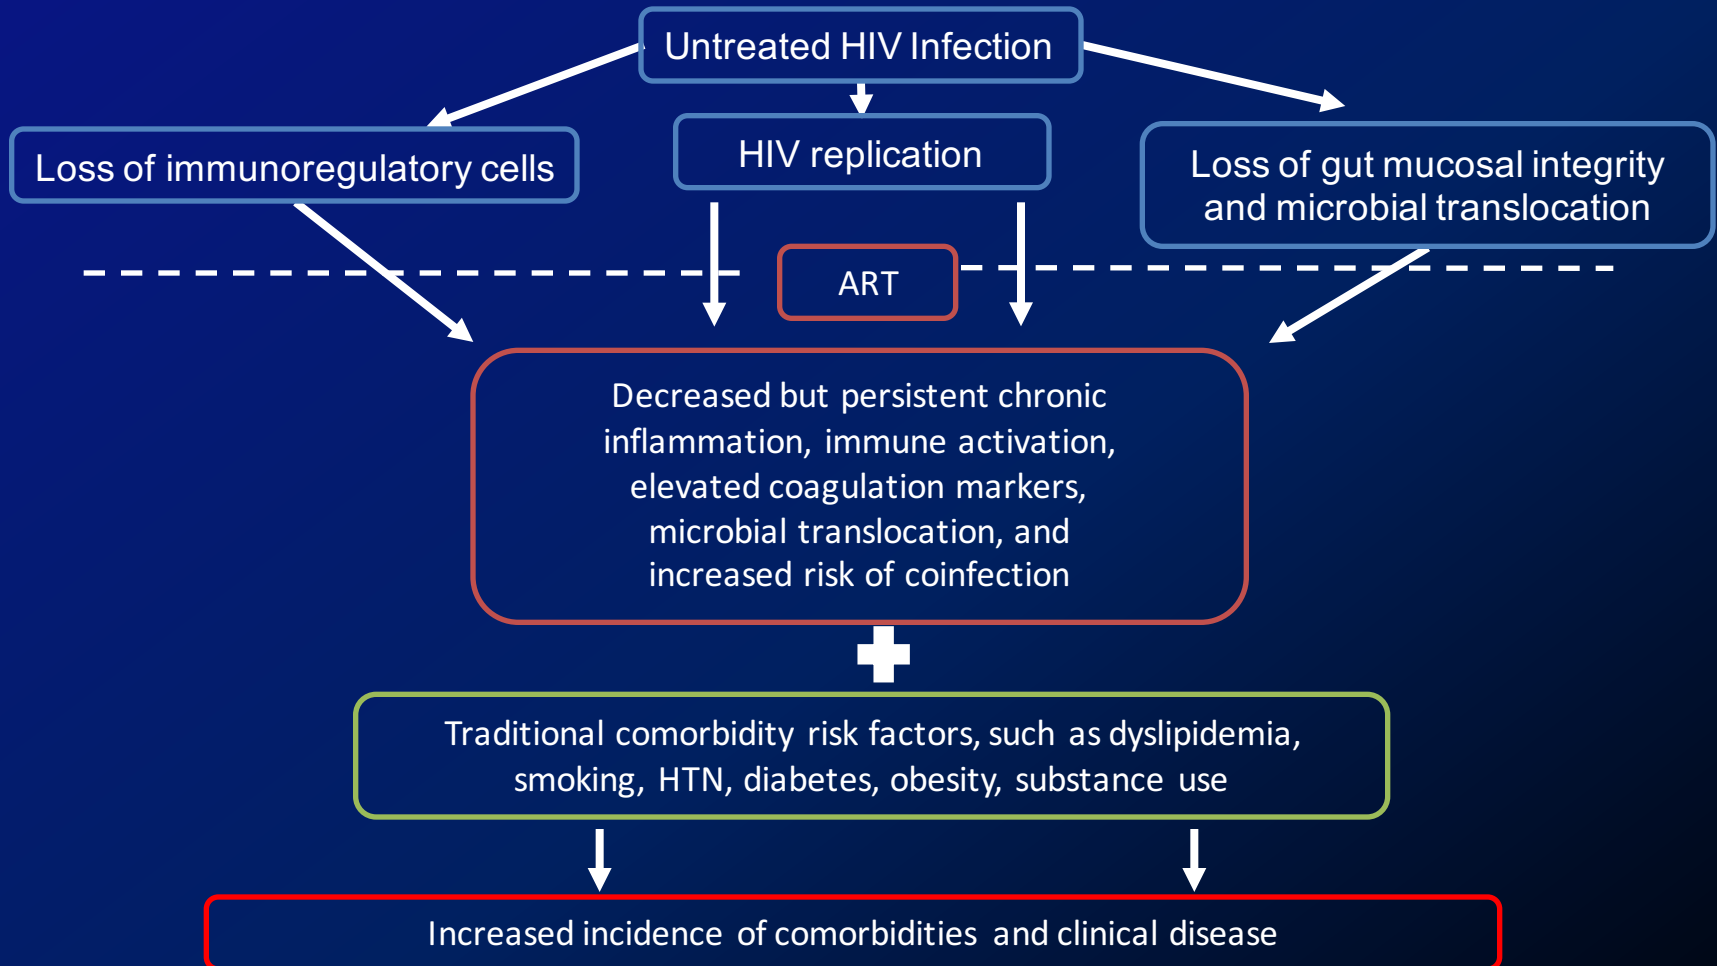 Untreated HIV Infection
Loss of immunoregulatory cells
HIV replication
Loss of gut mucosal integrity
and microbial translocation
ART
Decreased but persistent chronic
inflammation, immune activation,
elevated coagulation markers,
microbial translocation, and
increased risk of coinfection
Traditional comorbidity risk factors, such as dyslipidemia,
smoking, HTN, diabetes, obesity, substance use
Increased incidence of comorbidities and clinical disease